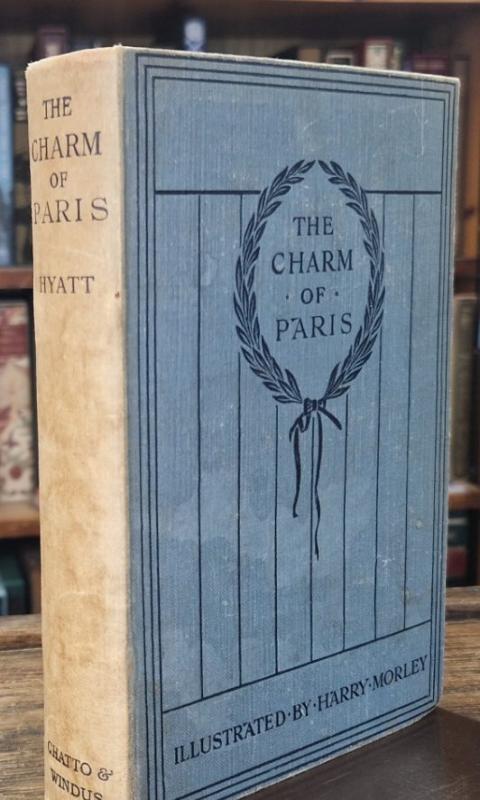 THE
CHARM
OF
PARIS
HYATT
CHATTO &
WINDUS
THE
CHARM
· OF ·
PARIS
ILLUSTRATED · BY · HARRY · MORLEY